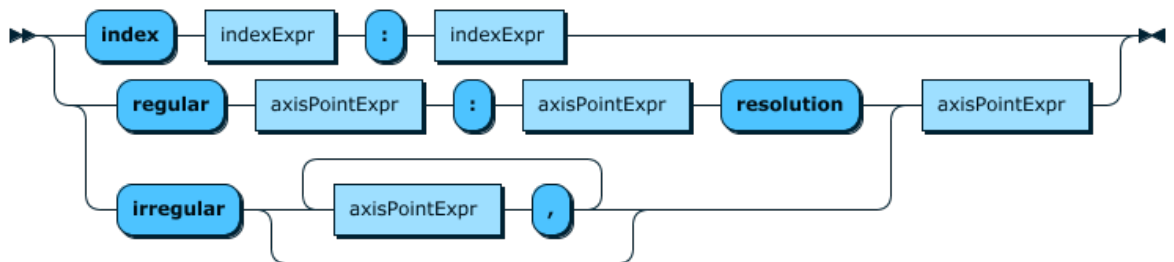 index indexExpr : indexExpr
regular axisPointExpr : axisPointExpr resolution axisPointExpr
irregular axisPointExpr ,